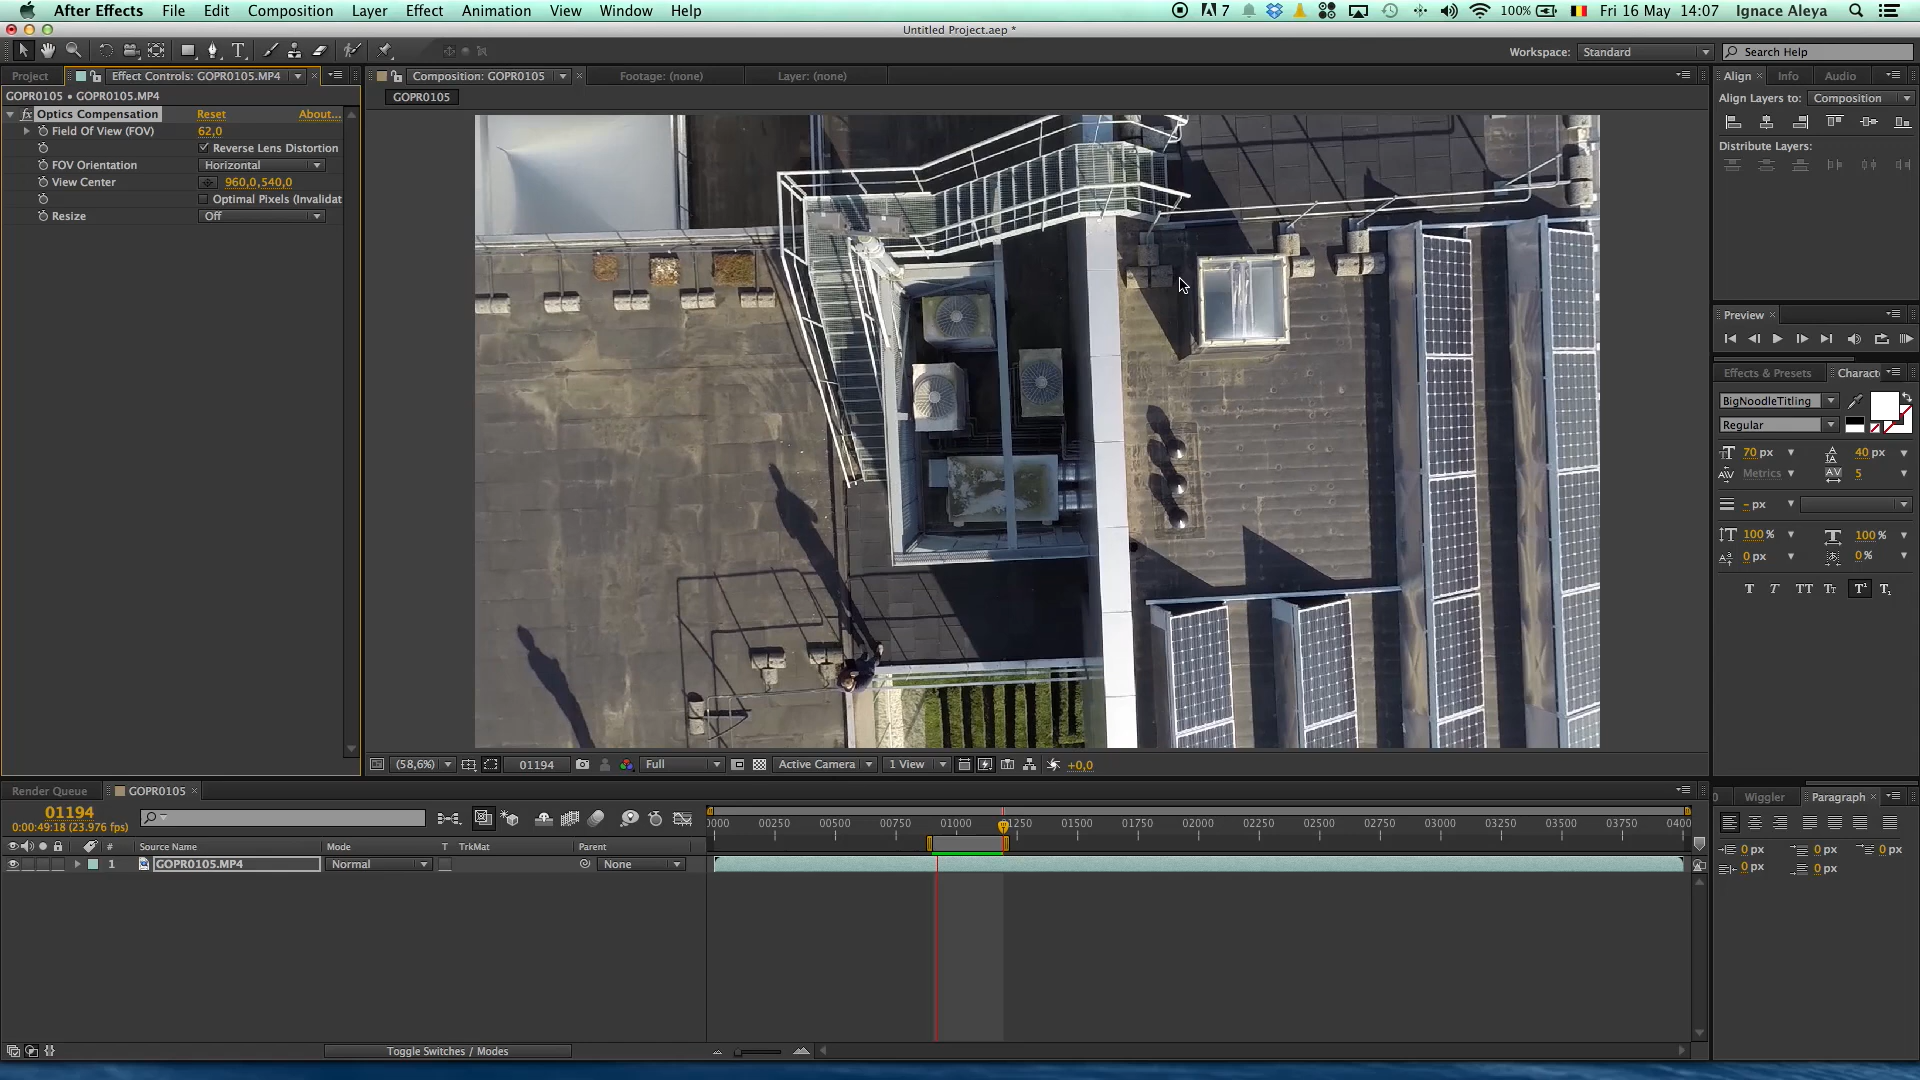 After Effects File Edit Composition Layer Effect Animation View Window Help 7 100% Fri 16 May 14:07 Ignace Aleya
Untitled Project.aep *
T Workspace: Standard Search Help
Project Effect Controls: GOPR0105.MP4 Composition: GOPR0105 Footage: (none) Layer: (none) Align Info Audio
GOPR0105 • GOPR0105.MP4 GOPR0105 Align Layers to: Composition
fx Optics Compensation Reset About...
Field Of View (FOV) 62,0
Reverse Lens Distortion Distribute Layers:
FOV Orientation Horizontal
View Center 960,0,540,0
Optimal Pixels (Invalidat
Resize Off
Preview
Effects & Presets Charact
BigNoodleTitling
Regular
70 px 40 px
Metrics 5
- px
100 % 100 %
0 px 0 %
T T TT Tt T¹ T₁
(58,6%) 01194 Full Active Camera 1 View +0,0
Render Queue GOPR0105 Wiggler Paragraph
01194
0:00:49:18 (23.976 fps)
0000 00250 00500 00750 01000 01250 01500 01750 02000 02250 02500 02750 03000 03250 03500 03750 0400
# Source Name Mode T TrkMat Parent
1 GOPR0105.MP4 Normal None
0 px 0 px 0 px
0 px 0 px
Toggle Switches / Modes